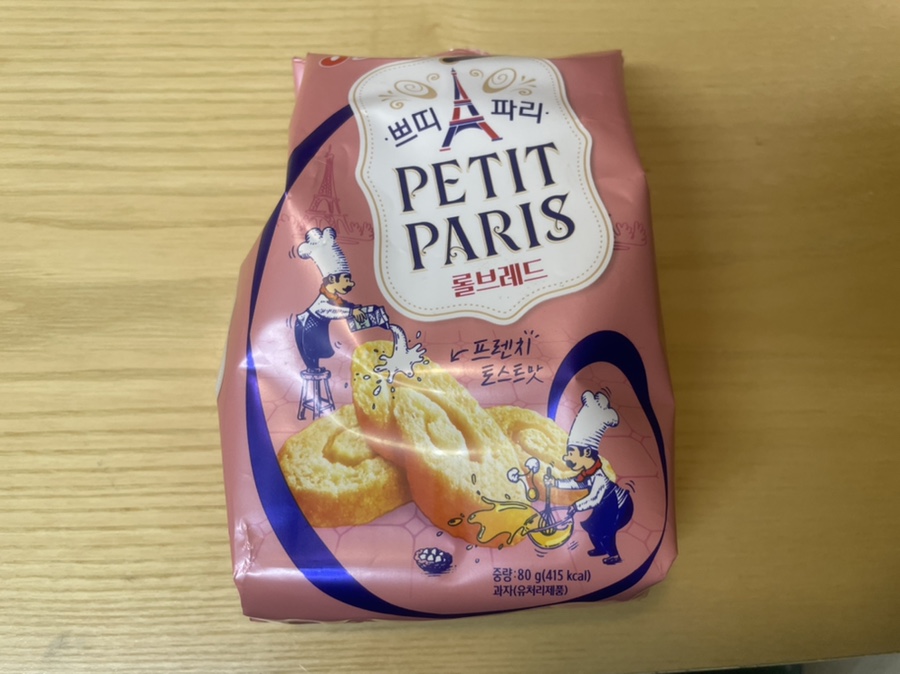 쁘띠 파리
PETIT
PARIS
롤브레드
프렌치
토스트맛
중량:80 g(415 kcal)
과자(유처리제품)